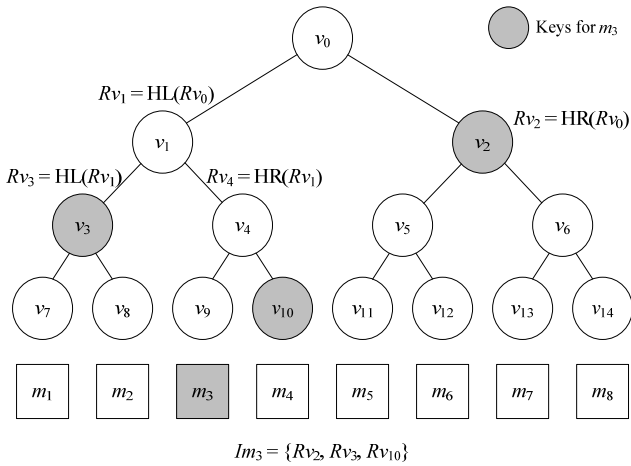 v0
Keys for m3
Rv1 = HL(Rv0)
v1
v2
Rv2 = HR(Rv0)
Rv3 = HL(Rv1)
Rv4 = HR(Rv1)
v3
v4
v5
v6
v7
v8
v9
v10
v11
v12
v13
v14
m1
m2
m3
m4
m5
m6
m7
m8
Im3 = {Rv2, Rv3, Rv10}